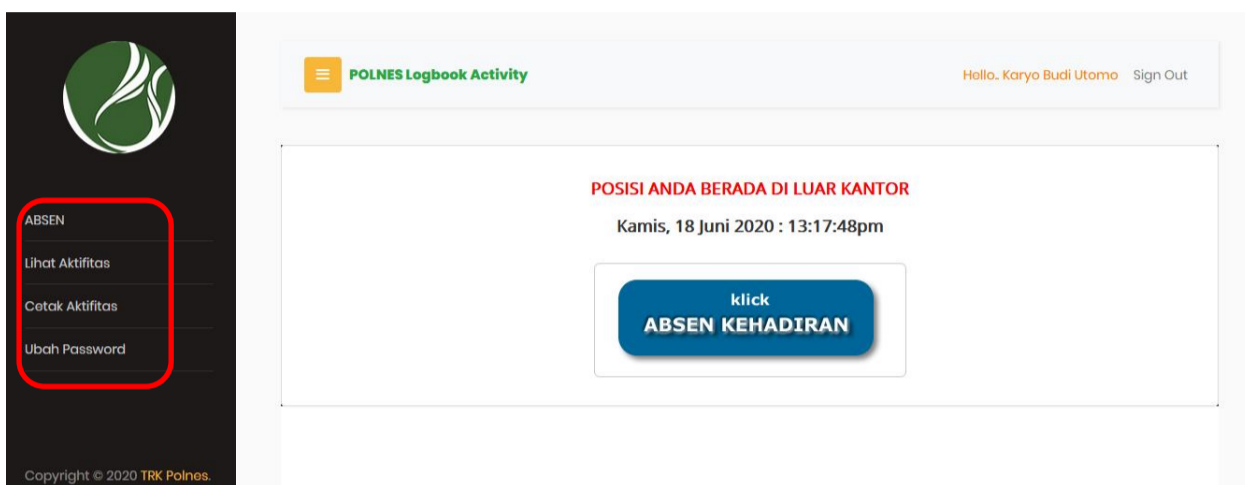 POLNES Logbook Activity
Hello.. Karyo Budi Utomo Sign Out
ABSEN
Lihat Aktifitas
Cetak Aktifitas
Ubah Password
Copyright © 2020 TRK Polnes.
POSISI ANDA BERADA DI LUAR KANTOR
Kamis, 18 Juni 2020 : 13:17:48pm
klick
ABSEN KEHADIRAN